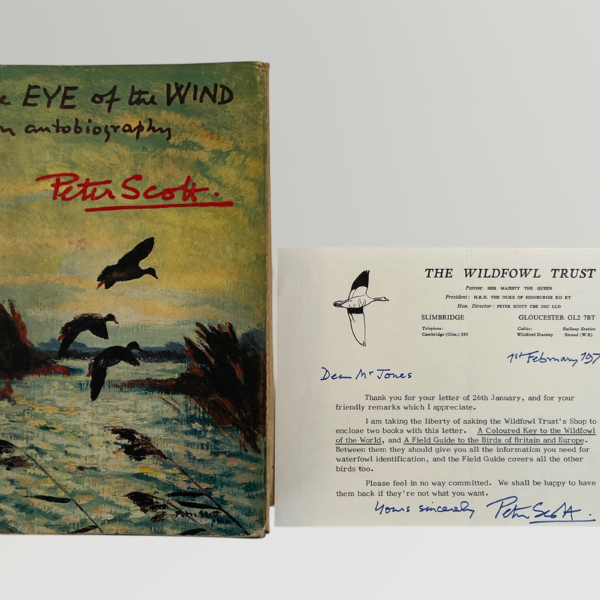 e EYE of the WIND
n autobiography
Peter Scott.
THE WILDFOWL TRUST
Patron: HER MAJESTY THE QUEEN
President: H.R.H. THE DUKE OF EDINBURGH KG KT
Hon. Director: PETER SCOTT CBE DSC LLD
SLIMBRIDGE GLOUCESTER GL2 7BT
Telephone: Cables: Railway Station
Cambridge (Glos.) 333 Wildfowl Dursley Stroud (W.R)
1st February 197
Dear Mr Jones
Thank you for your letter of 26th January, and for your
friendly remarks which I appreciate.
I am taking the liberty of asking the Wildfowl Trust's Shop to
enclose two books with this letter. A Coloured Key to the Wildfowl
of the World, and A Field Guide to the Birds of Britain and Europe.
Between them they should give you all the information you need for
waterfowl identification, and the Field Guide covers all the other
birds too.
Please feel in no way committed. We shall be happy to have
them back if they're not what you want.
Yours sincerely Peter Scott.